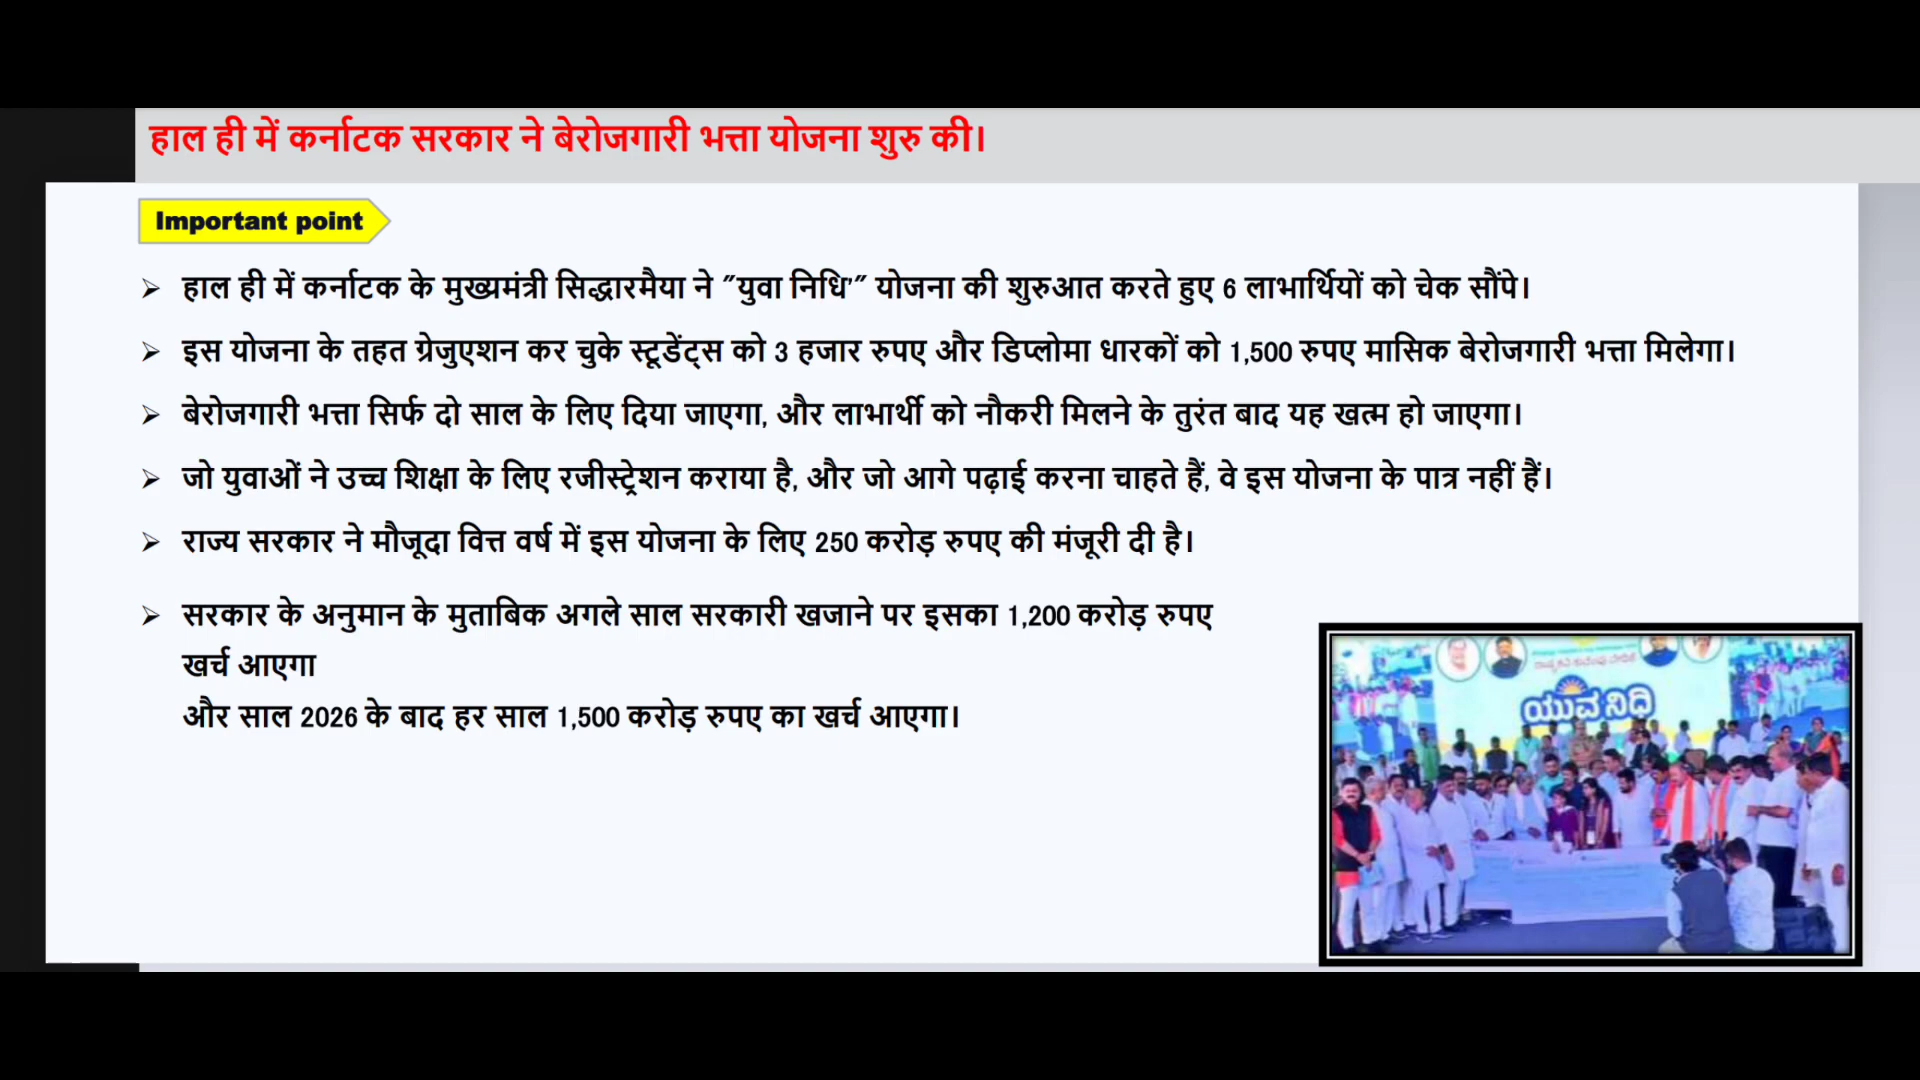 हाल ही में कर्नाटक सरकार ने बेरोजगारी भत्ता योजना शुरु की।
Important point
➢ हाल ही में कर्नाटक के मुख्यमंत्री सिद्धारमैया ने "युवा निधि'" योजना की शुरुआत करते हुए 6 लाभार्थियों को चेक सौंपे।
➢ इस योजना के तहत ग्रेजुएशन कर चुके स्टूडेंट्स को 3 हजार रुपए और डिप्लोमा धारकों को 1,500 रुपए मासिक बेरोजगारी भत्ता मिलेगा।
➢ बेरोजगारी भत्ता सिर्फ दो साल के लिए दिया जाएगा, और लाभार्थी को नौकरी मिलने के तुरंत बाद यह खत्म हो जाएगा।
➢ जो युवाओं ने उच्च शिक्षा के लिए रजीस्ट्रेशन कराया है, और जो आगे पढ़ाई करना चाहते हैं, वे इस योजना के पात्र नहीं हैं।
➢ राज्य सरकार ने मौजूदा वित्त वर्ष में इस योजना के लिए 250 करोड़ रुपए की मंजूरी दी है।
➢ सरकार के अनुमान के मुताबिक अगले साल सरकारी खजाने पर इसका 1,200 करोड़ रुपए
खर्च आएगा
और साल 2026 के बाद हर साल 1,500 करोड़ रुपए का खर्च आएगा।
ಯುವನಿಧಿ